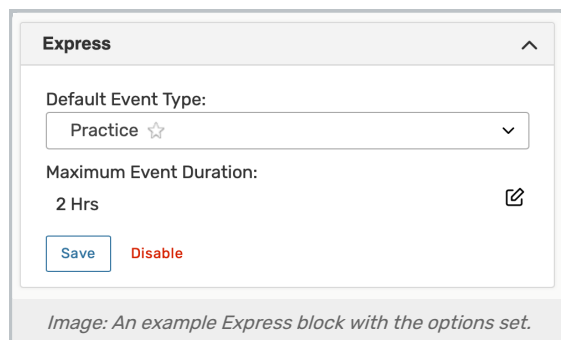 Express
Default Event Type:
Practice
Maximum Event Duration:
2 Hrs
Save Disable
Image: An example Express block with the options set.